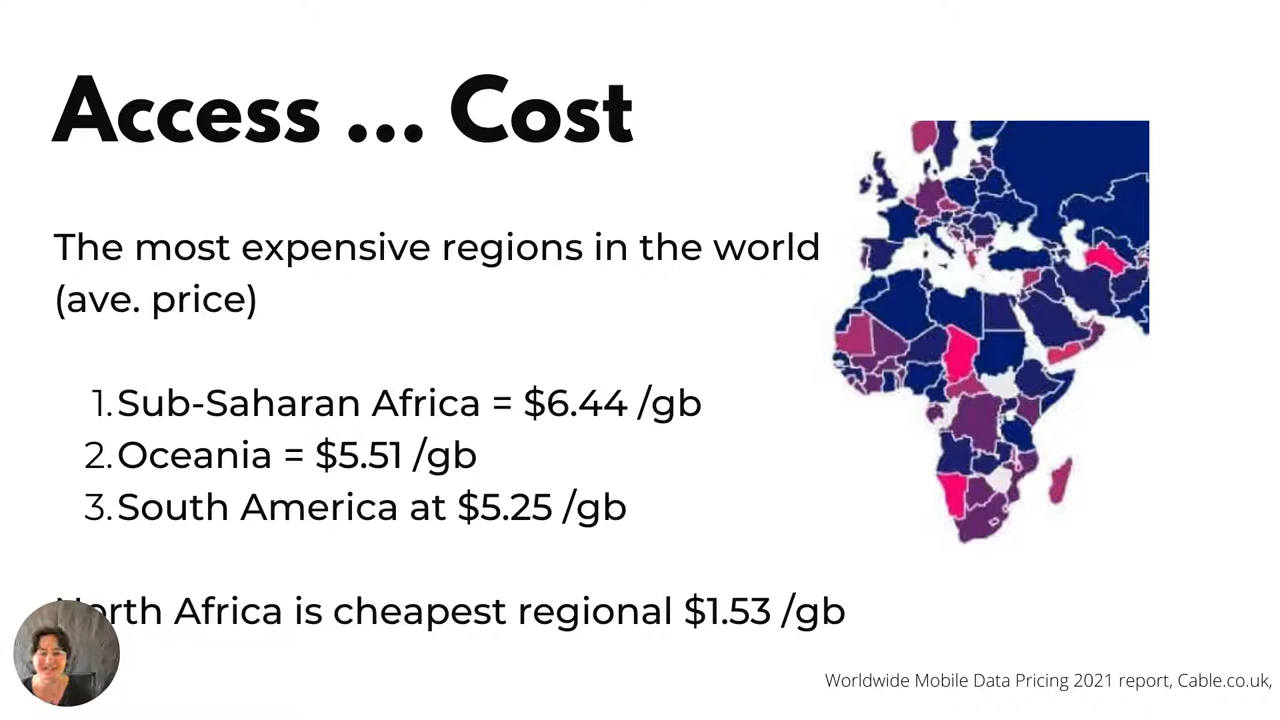 Access ... Cost
The most expensive regions in the world
(ave. price)
1. Sub-Saharan Africa = $6.44 /gb
2. Oceania = $5.51 /gb
3. South America at $5.25 /gb
North Africa is cheapest regional $1.53 /gb
Worldwide Mobile Data Pricing 2021 report, Cable.co.uk,